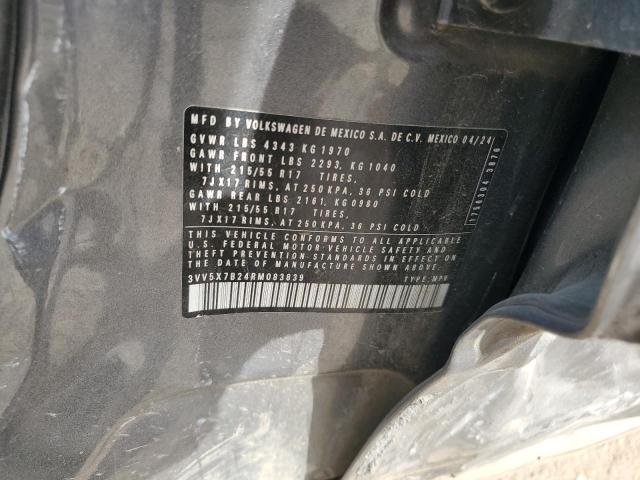 MFD BY VOLKSWAGEN DE MEXICO S.A. DE C.V. MEXICO 04/24
GVWR LBS 4343 KG 1970
GAWR FRONT LBS 2293, KG 1040
WITH 215/55 R17 TIRES,
7JX17 RIMS, AT 250 KPA, 36 PSI COLD
GAWR REAR LBS 2161, KG0980
WITH 215/55 R17 TIRES,
7JX17 RIMS, AT 250 KPA, 36 PSI COLD
THIS VEHICLE CONFORMS TO ALL APPLICABLE
U.S. FEDERAL MOTOR VEHICLE SAFETY AND
THEFT PREVENTION STANDARDS IN EFFECT ON
THE DATE OF MANUFACTURE SHOWN ABOVE
3VV5X7B24RM083839 TYPE: MPV